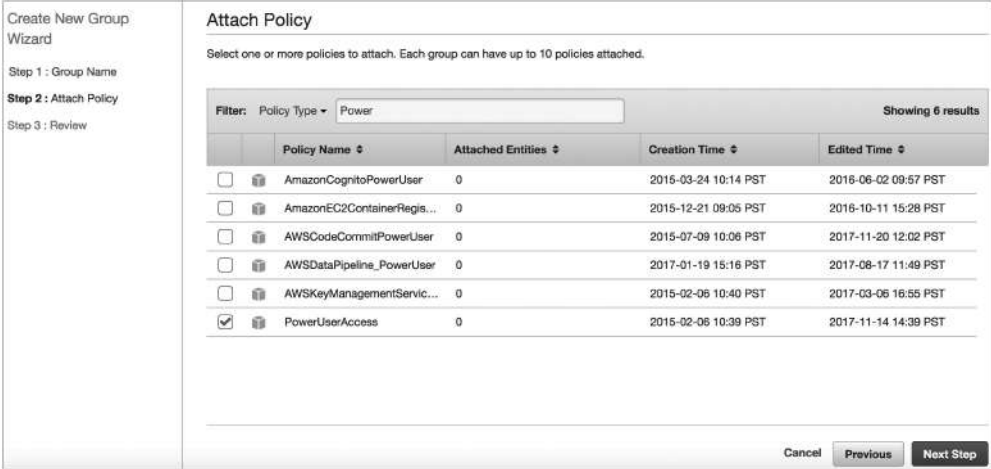 Create New Group
Wizard
Step 1 : Group Name
Step 2 : Attach Policy
Step 3 : Review
Attach Policy
Select one or more policies to attach. Each group can have up to 10 policies attached.
Filter: Policy Type Power Showing 6 results
Policy Name Attached Entities Creation Time Edited Time
AmazonCognitoPowerUser 0 2015-03-24 10:14 PST 2016-06-02 09:57 PST
AmazonEC2ContainerRegis... 0 2015-12-21 09:05 PST 2016-10-11 15:28 PST
AWSCodeCommitPowerUser 0 2015-07-09 10:06 PST 2017-11-20 12:02 PST
AWSDataPipeline_PowerUser 0 2017-01-19 15:16 PST 2017-08-17 11:49 PST
AWSKeyManagementServic... 0 2015-02-06 10:40 PST 2017-03-06 16:55 PST
PowerUserAccess 0 2015-02-06 10:39 PST 2017-11-14 14:39 PST
Cancel Previous Next Step